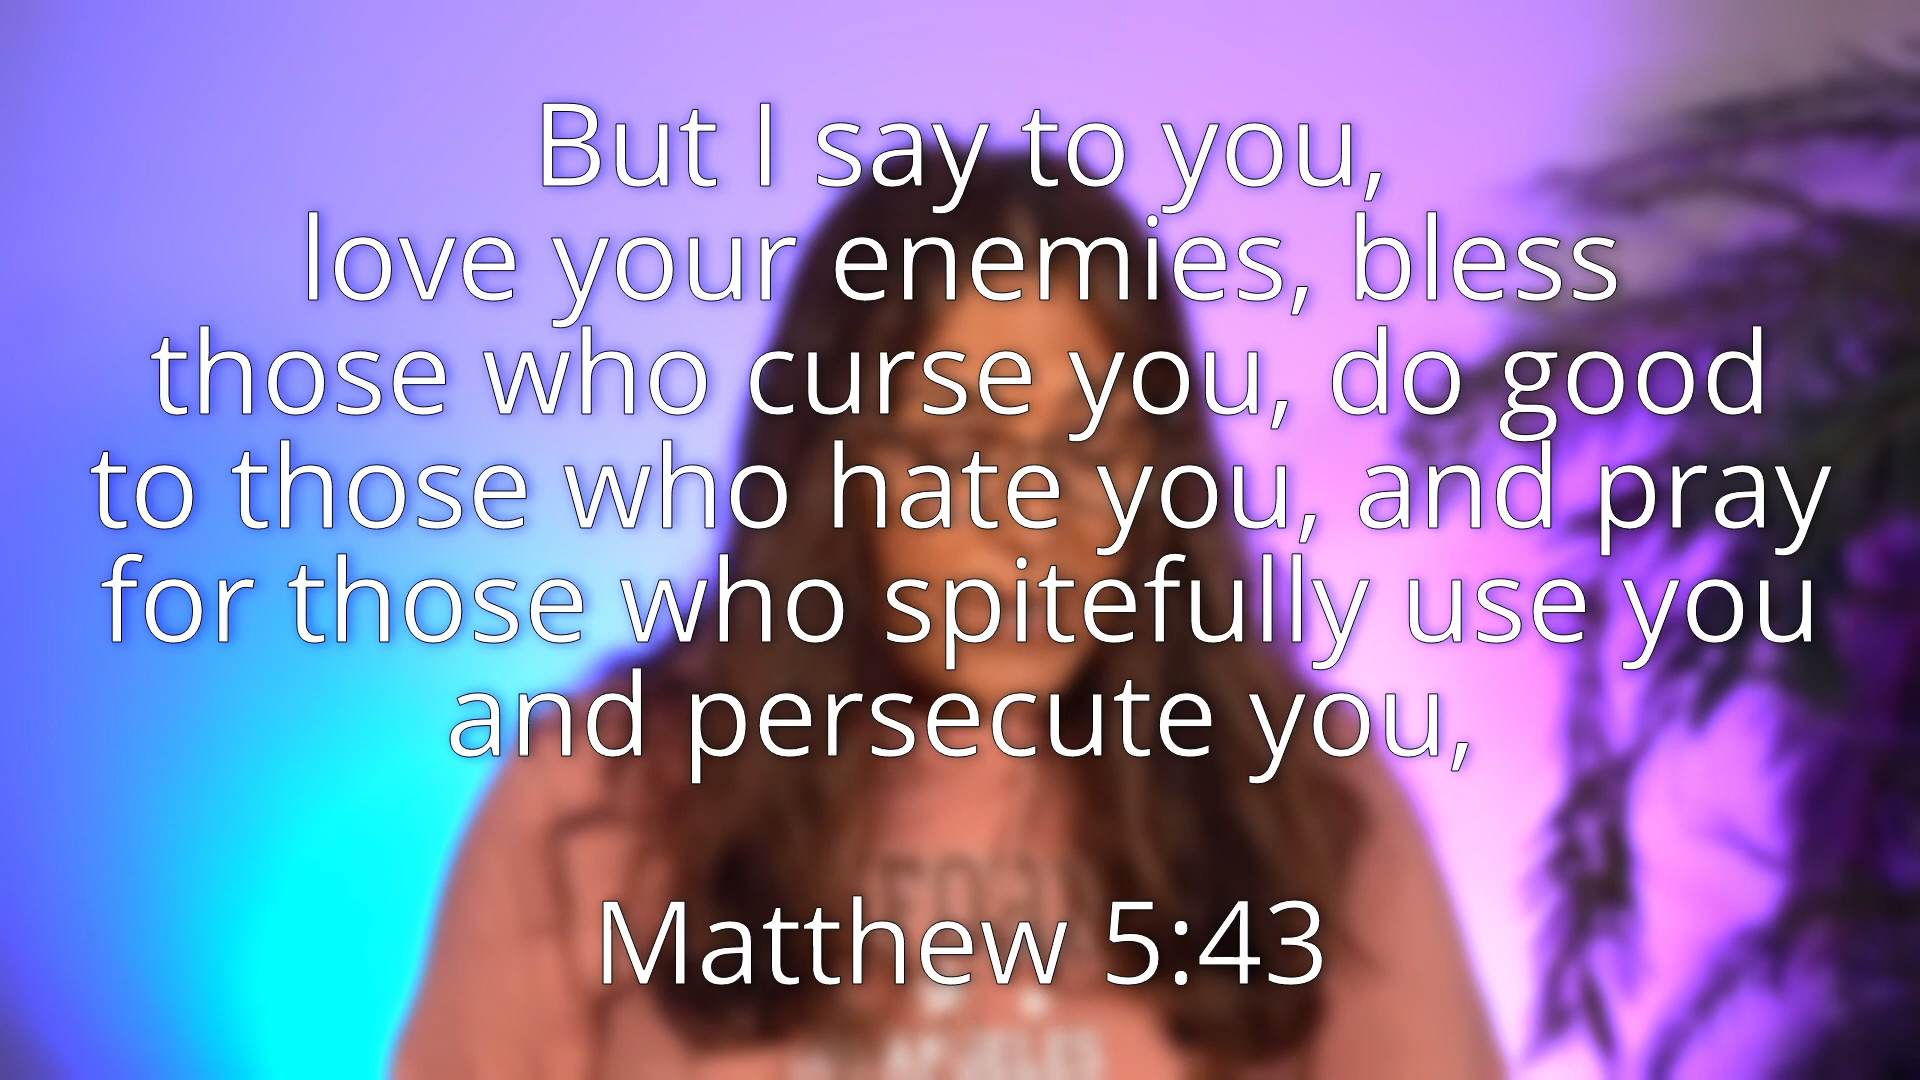 But I say to you,
love your enemies, bless
those who curse you, do good
to those who hate you, and pray
for those who spitefully use you
and persecute you,
Matthew 5:43